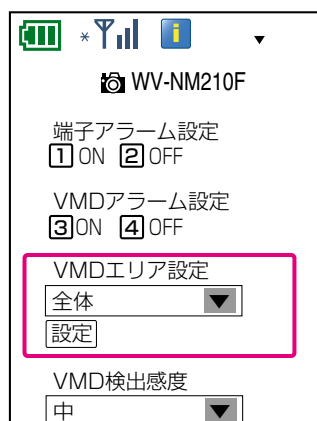 WV-NM210F
端子アラーム設定
1 ON 2 OFF
VMDアラーム設定
3 ON 4 OFF
VMDエリア設定
全体
設定
VMD検出感度
中